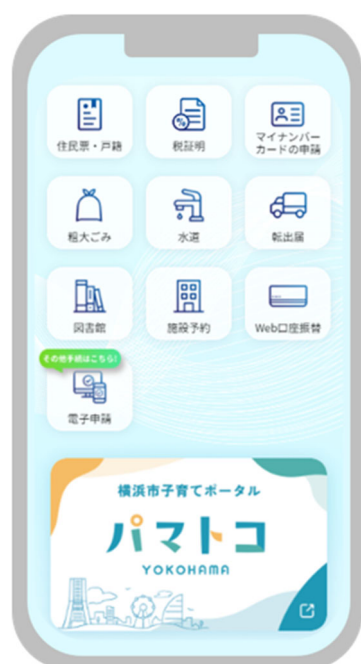 住民票・戸籍
税証明
マイナンバー
カードの申請
粗大ごみ
水道
転出届
図書館
施設予約
Web口座振替
その他手続はこちら!
電子申請
横浜市子育てポータル
パマトコ
YOKOHAMA